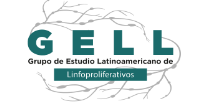 GELL
Grupo de Estudio Latinoamericano de
Linfoproliferativos